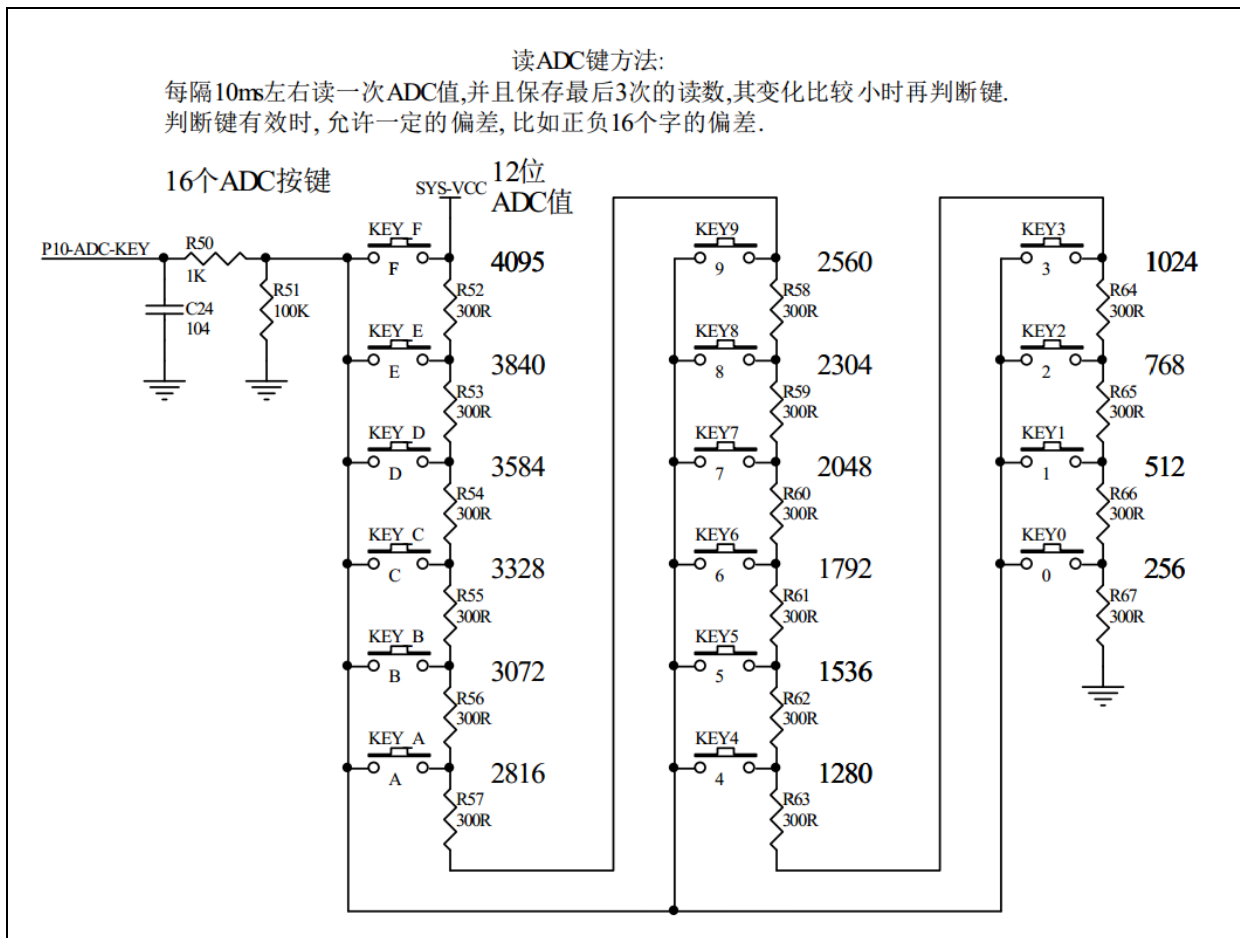 读ADC键方法:
每隔10ms左右读一次ADC值,并且保存最后3次的读数,其变化比较小时再判断键.
判断键有效时, 允许一定的偏差, 比如正负16个字的偏差.
16个ADC按键
SYS-VCC
12位
ADC值
P10-ADC-KEY
R50
1K
C24
104
R51
100K
KEY_F
F
4095
R52
300R
KEY_E
E
3840
R53
300R
KEY_D
D
3584
R54
300R
KEY_C
C
3328
R55
300R
KEY_B
B
3072
R56
300R
KEY_A
A
2816
R57
300R
KEY9
9
2560
R58
300R
KEY8
8
2304
R59
300R
KEY7
7
2048
R60
300R
KEY6
6
1792
R61
300R
KEY5
5
1536
R62
300R
KEY4
4
1280
R63
300R
KEY3
3
1024
R64
300R
KEY2
2
768
R65
300R
KEY1
1
512
R66
300R
KEY0
0
256
R67
300R